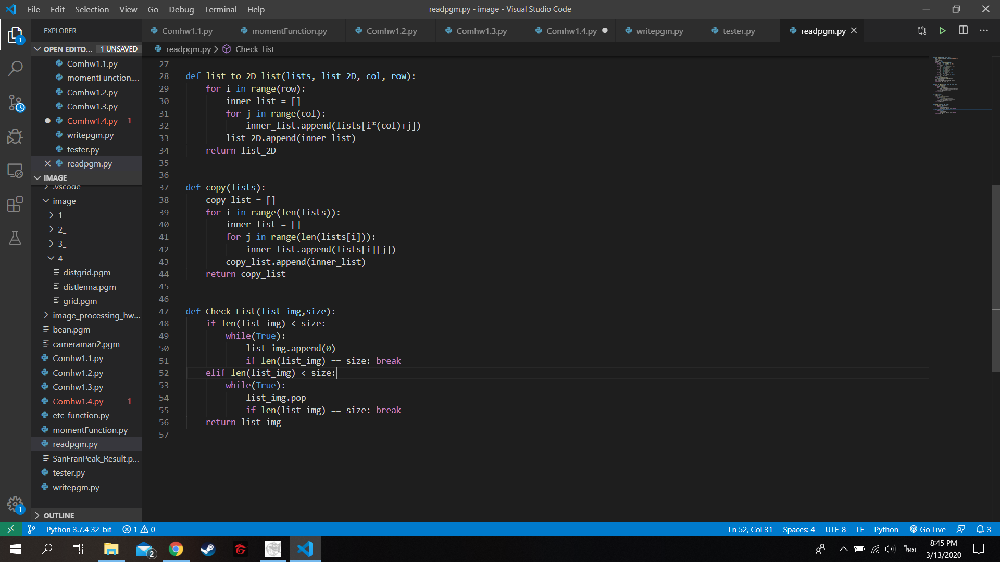 File Edit Selection View Go Debug Terminal Help
readpgm.py - image - Visual Studio Code
EXPLORER
Comhw1.1.py momentFunction.py Comhw1.2.py Comhw1.3.py Comhw1.4.py writepgm.py tester.py readpgm.py
OPEN EDITO... 1 UNSAVED
Comhw1.1.py
momentFunction....
Comhw1.2.py
Comhw1.3.py
Comhw1.4.py 1
writepgm.py
tester.py
readpgm.py
IMAGE
.vscode
image
1_
2_
3_
4_
distgrid.pgm
distlenna.pgm
grid.pgm
image_processing_hw...
bean.pgm
cameraman2.pgm
Comhw1.1.py
Comhw1.2.py
Comhw1.3.py
Comhw1.4.py 1
etc_function.py
momentFunction.py
readpgm.py
SanFranPeak_Result.p...
tester.py
writepgm.py
OUTLINE
1
1
readpgm.py > Check_List
27
28 def list_to_2D_list(lists, list_2D, col, row):
29 for i in range(row):
30 inner_list = []
31 for j in range(col):
32 inner_list.append(lists[i*(col)+j])
33 list_2D.append(inner_list)
34 return list_2D
35
36
37 def copy(lists):
38 copy_list = []
39 for i in range(len(lists)):
40 inner_list = []
41 for j in range(len(lists[i])):
42 inner_list.append(lists[i][j])
43 copy_list.append(inner_list)
44 return copy_list
45
46
47 def Check_List(list_img,size):
48 if len(list_img) < size:
49 while(True):
50 list_img.append(0)
51 if len(list_img) == size: break
52 elif len(list_img) < size:
53 while(True):
54 list_img.pop
55 if len(list_img) == size: break
56 return list_img
57
Python 3.7.4 32-bit 1 0
Ln 52, Col 31 Spaces: 4 UTF-8 LF Python Go Live 3
2
ไทย
8:45 PM
3/13/2020